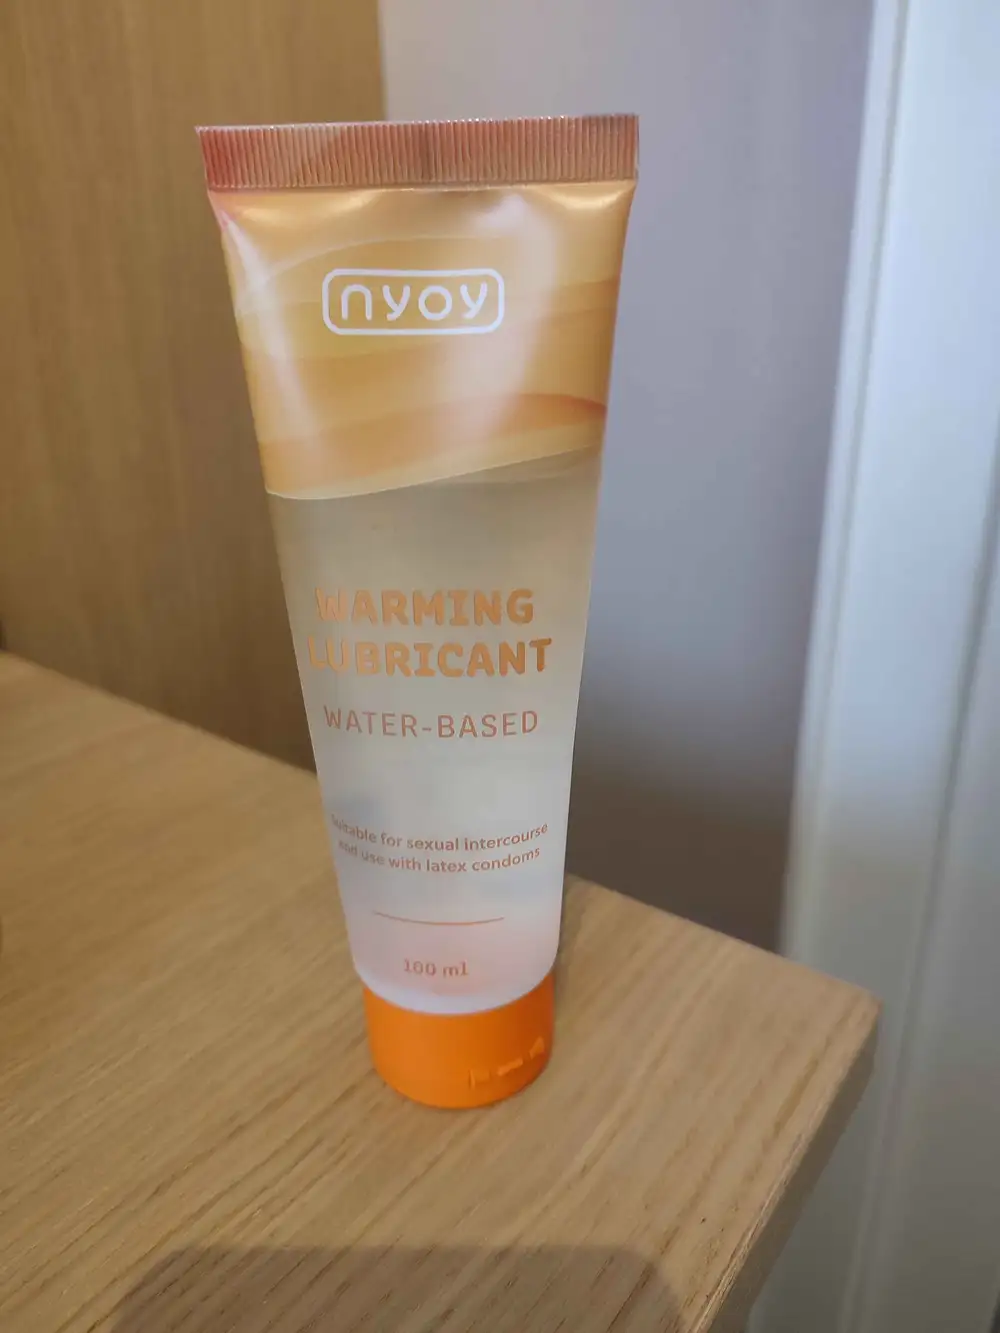 nyoy
WARMING
LUBRICANT
WATER-BASED
Suitable for sexual intercourse
and use with latex condoms
100 ml